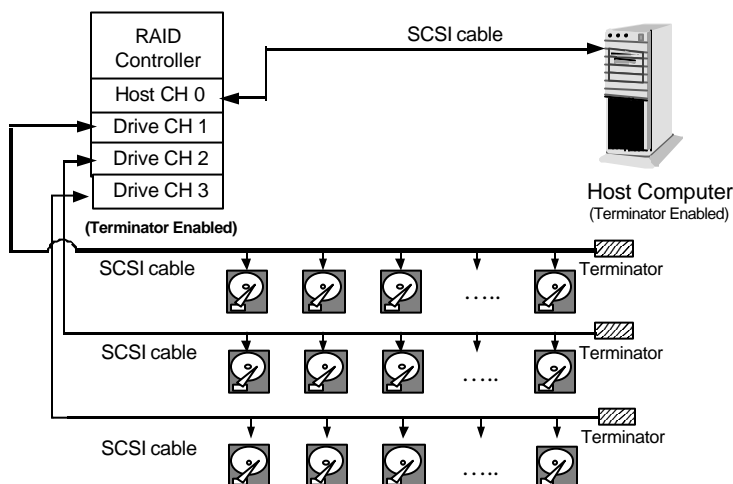 RAID
Controller
SCSI cable
Host CH 0
Drive CH 1
Drive CH 2
Drive CH 3
Host Computer
(Terminator Enabled)
(Terminator Enabled)
SCSI cable
Terminator
.....
SCSI cable
Terminator
.....
SCSI cable
Terminator
.....